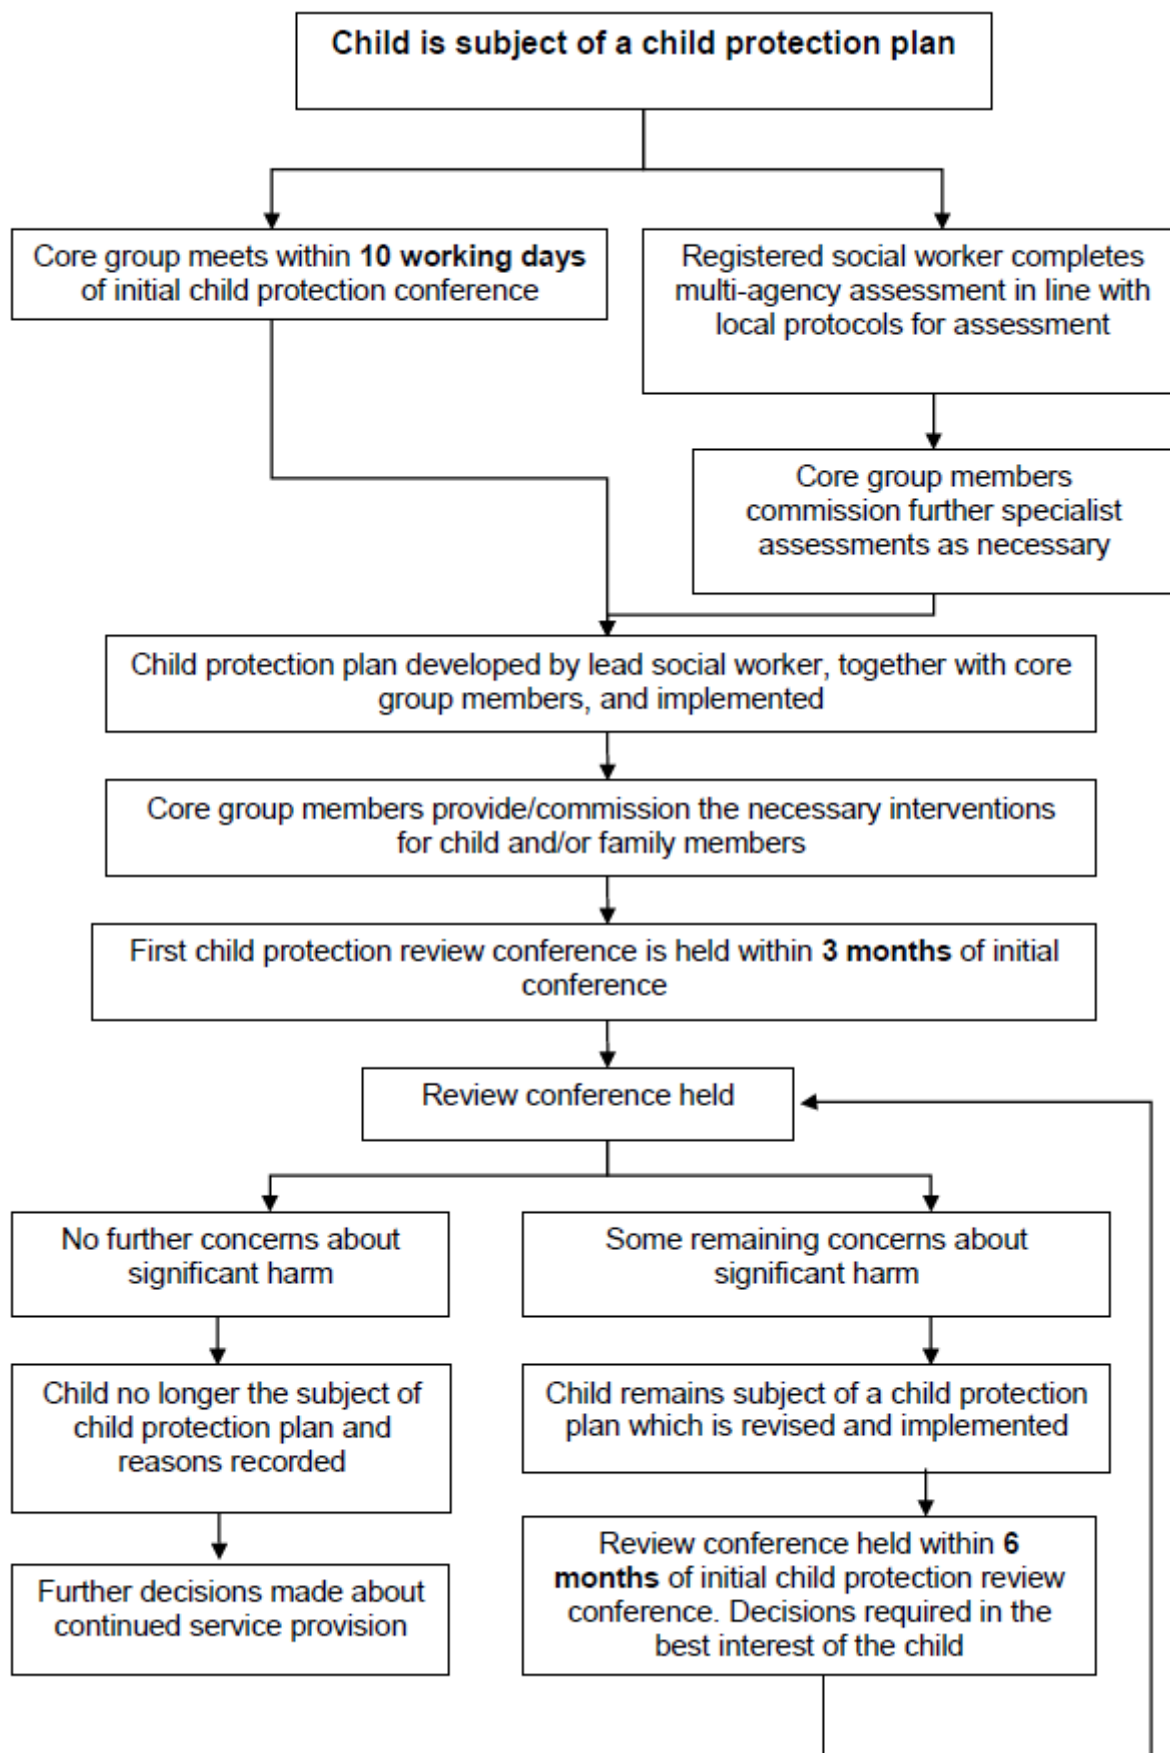 Child is subject of a child protection plan
Core group meets within 10 working days
of initial child protection conference
Registered social worker completes
multi-agency assessment in line with
local protocols for assessment
Core group members
commission further specialist
assessments as necessary
Child protection plan developed by lead social worker, together with core
group members, and implemented
Core group members provide/commission the necessary interventions
for child and/or family members
First child protection review conference is held within 3 months of initial
conference
Review conference held
No further concerns about
significant harm
Some remaining concerns about
significant harm
Child no longer the subject of
child protection plan and
reasons recorded
Child remains subject of a child protection
plan which is revised and implemented
Further decisions made about
continued service provision
Review conference held within 6
months of initial child protection review
conference. Decisions required in the
best interest of the child